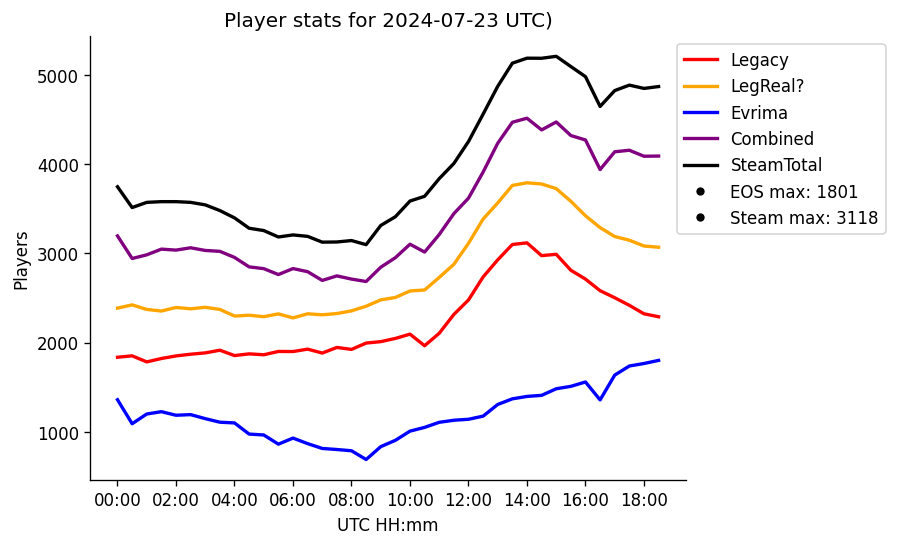 Player stats for 2024-07-23 UTC)
Legacy
LegReal?
Evrima
Combined
SteamTotal
EOS max: 1801
Steam max: 3118
Players
5000
4000
3000
2000
1000
00:00 02:00 04:00 06:00 08:00 10:00 12:00 14:00 16:00 18:00
UTC HH:mm